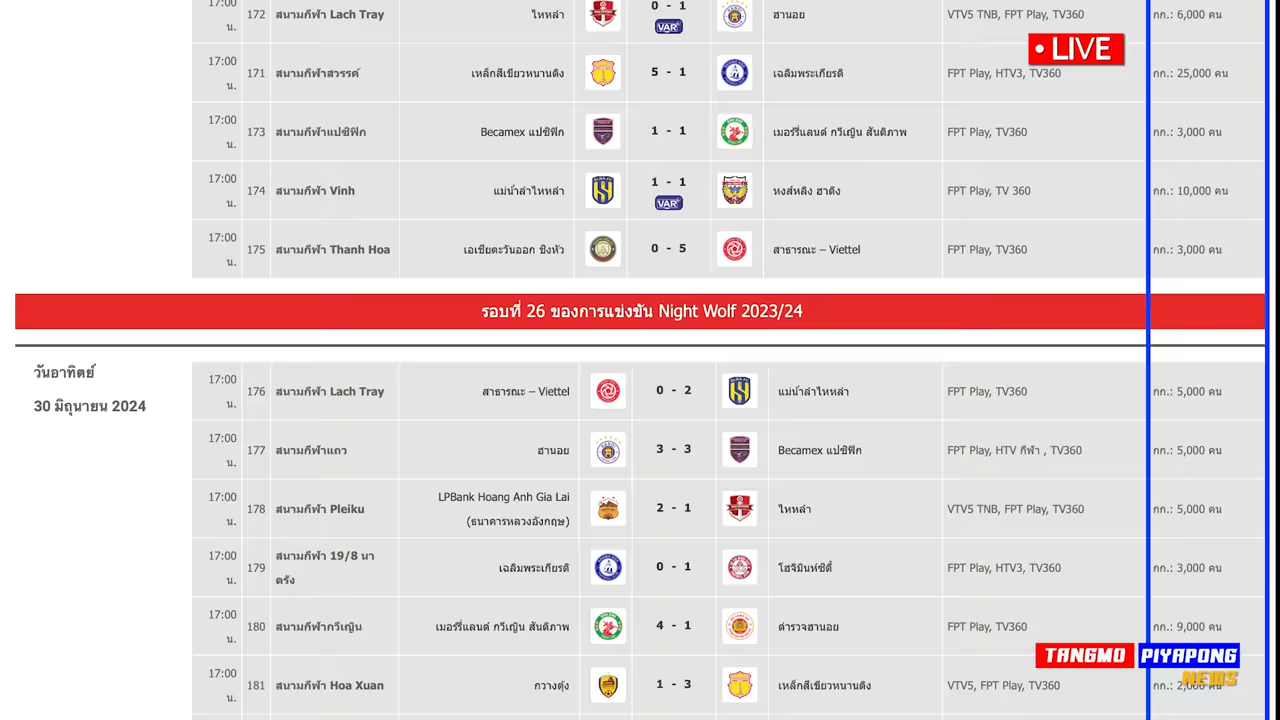 17:00 น. 172 สนามกีฬา Lach Tray ไหหลำ 0 - 1 VAR ฮานอย VTV5 TNB, FPT Play, TV360 กก.: 6,000 คน
• LIVE
17:00 น. 171 สนามกีฬาสวรรค์ เหล็กสีเขียวหนานดิง 5 - 1 เฉลิมพระเกียรติ FPT Play, HTV3, TV360 กก.: 25,000 คน
17:00 น. 173 สนามกีฬาแปซิฟิก Becamex แปซิฟิก 1 - 1 เมอร์รี่แลนด์ กวีเญิน สันติภาพ FPT Play, TV360 กก.: 3,000 คน
17:00 น. 174 สนามกีฬา Vinh แม่น้ำลำไหหลำ 1 - 1 VAR หงส์หลิง ฮาติง FPT Play, TV 360 กก.: 10,000 คน
17:00 น. 175 สนามกีฬา Thanh Hoa เอเชียตะวันออก ชิงหัว 0 - 5 สาธารณะ – Viettel FPT Play, TV360 กก.: 3,000 คน
รอบที่ 26 ของการแข่งขัน Night Wolf 2023/24
วันอาทิตย์
30 มิถุนายน 2024
17:00 น. 176 สนามกีฬา Lach Tray สาธารณะ – Viettel 0 - 2 แม่น้ำลำไหหลำ FPT Play, TV360 กก.: 5,000 คน
17:00 น. 177 สนามกีฬาแถว ฮานอย 3 - 3 Becamex แปซิฟิก FPT Play, HTV กีฬา , TV360 กก.: 5,000 คน
17:00 น. 178 สนามกีฬา Pleiku LPBank Hoang Anh Gia Lai (ธนาคารหลวงอังกฤษ) 2 - 1 ไหหลำ VTV5 TNB, FPT Play, TV360 กก.: 5,000 คน
17:00 น. 179 สนามกีฬา 19/8 นาตรัง เฉลิมพระเกียรติ 0 - 1 โฮจิมินห์ซิตี้ FPT Play, HTV3, TV360 กก.: 3,000 คน
17:00 น. 180 สนามกีฬากวีเญิน เมอร์รี่แลนด์ กวีเญิน สันติภาพ 4 - 1 ตำรวจฮานอย FPT Play, TV360 กก.: 9,000 คน
TANGMO PIYAPONG
NEWS
17:00 น. 181 สนามกีฬา Hoa Xuan กวางตุ้ง 1 - 3 เหล็กสีเขียวหนานดิง VTV5, FPT Play, TV360 กก.: 2,000 คน